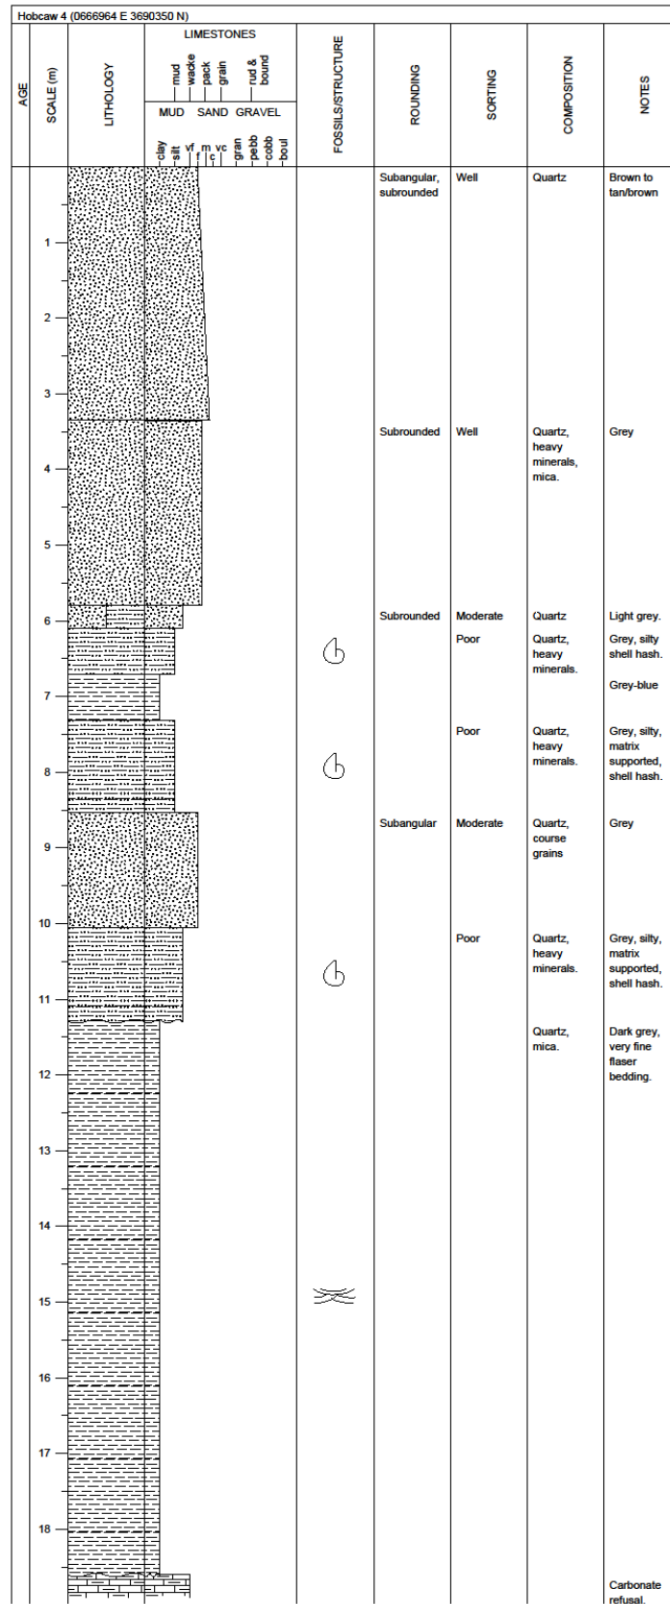 Hobcaw 4 (0666964 E 3690350 N)
AGE
SCALE (m)
LITHOLOGY
LIMESTONES
mud
wacke
pack
grain
rud &
bound
MUD SAND GRAVEL
clay
silt
vf
f
m
c
vc
gran
pebb
cobb
boul
FOSSILS/STRUCTURE
ROUNDING
SORTING
COMPOSITION
NOTES
Subangular, Well Quartz Brown to
subrounded tan/brown
1
2
3
Subrounded Well Quartz, Grey
heavy
4
minerals,
mica.
5
6
Subrounded Moderate Quartz Light grey.
Poor Quartz, Grey, silty
heavy shell hash.
minerals.
7
Grey-blue
Poor Quartz, Grey, silty,
heavy matrix
8
minerals. supported,
shell hash.
Subangular Moderate Quartz, Grey
9
course
grains
10
Poor Quartz, Grey, silty,
heavy matrix
minerals. supported,
shell hash.
11
Quartz, Dark grey,
mica. very fine
flaser
12
bedding.
13
14
15
16
17
18
Carbonate
refusal.